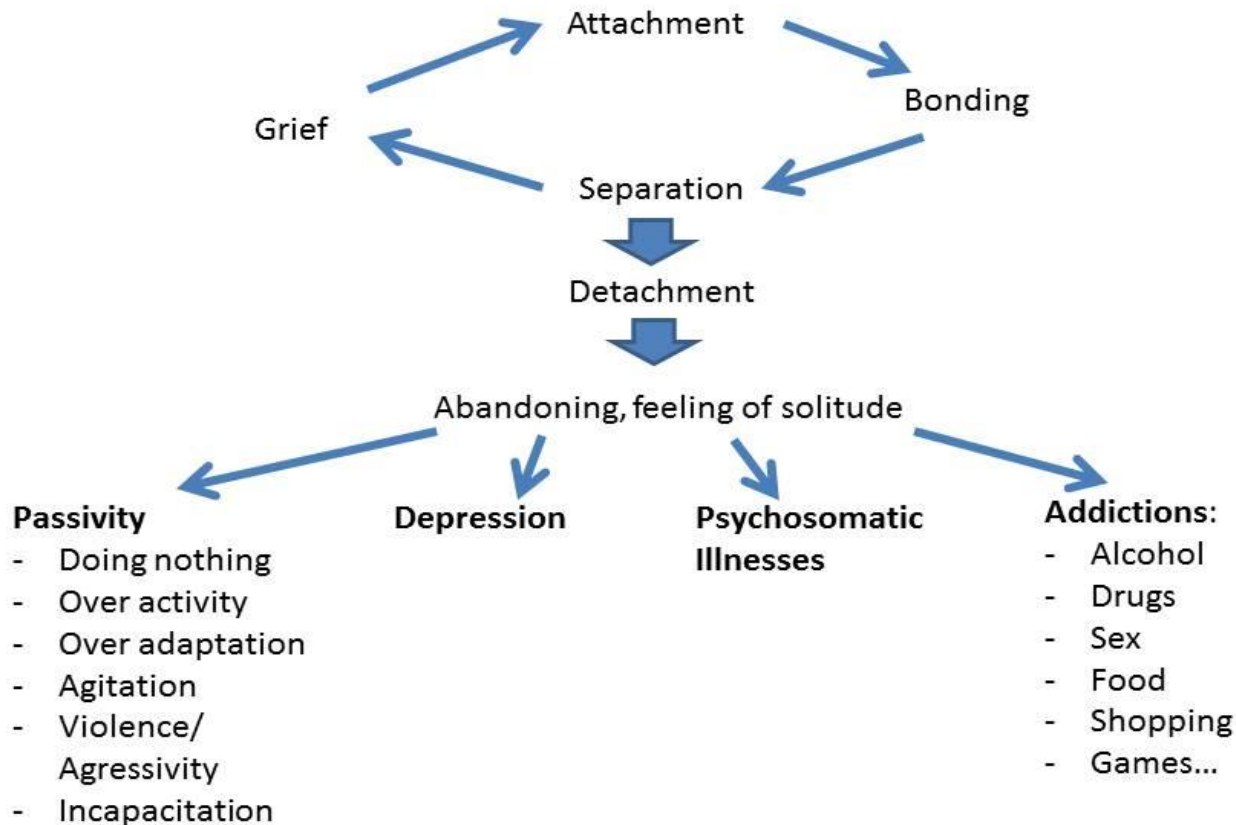 Attachment
Bonding
Grief
Separation
Detachment
Abandoning, feeling of solitude
Passivity
- Doing nothing
- Over activity
- Over adaptation
- Agitation
- Violence/
Agressivity
- Incapacitation
Depression
Psychosomatic
Illnesses
Addictions:
- Alcohol
- Drugs
- Sex
- Food
- Shopping
- Games...